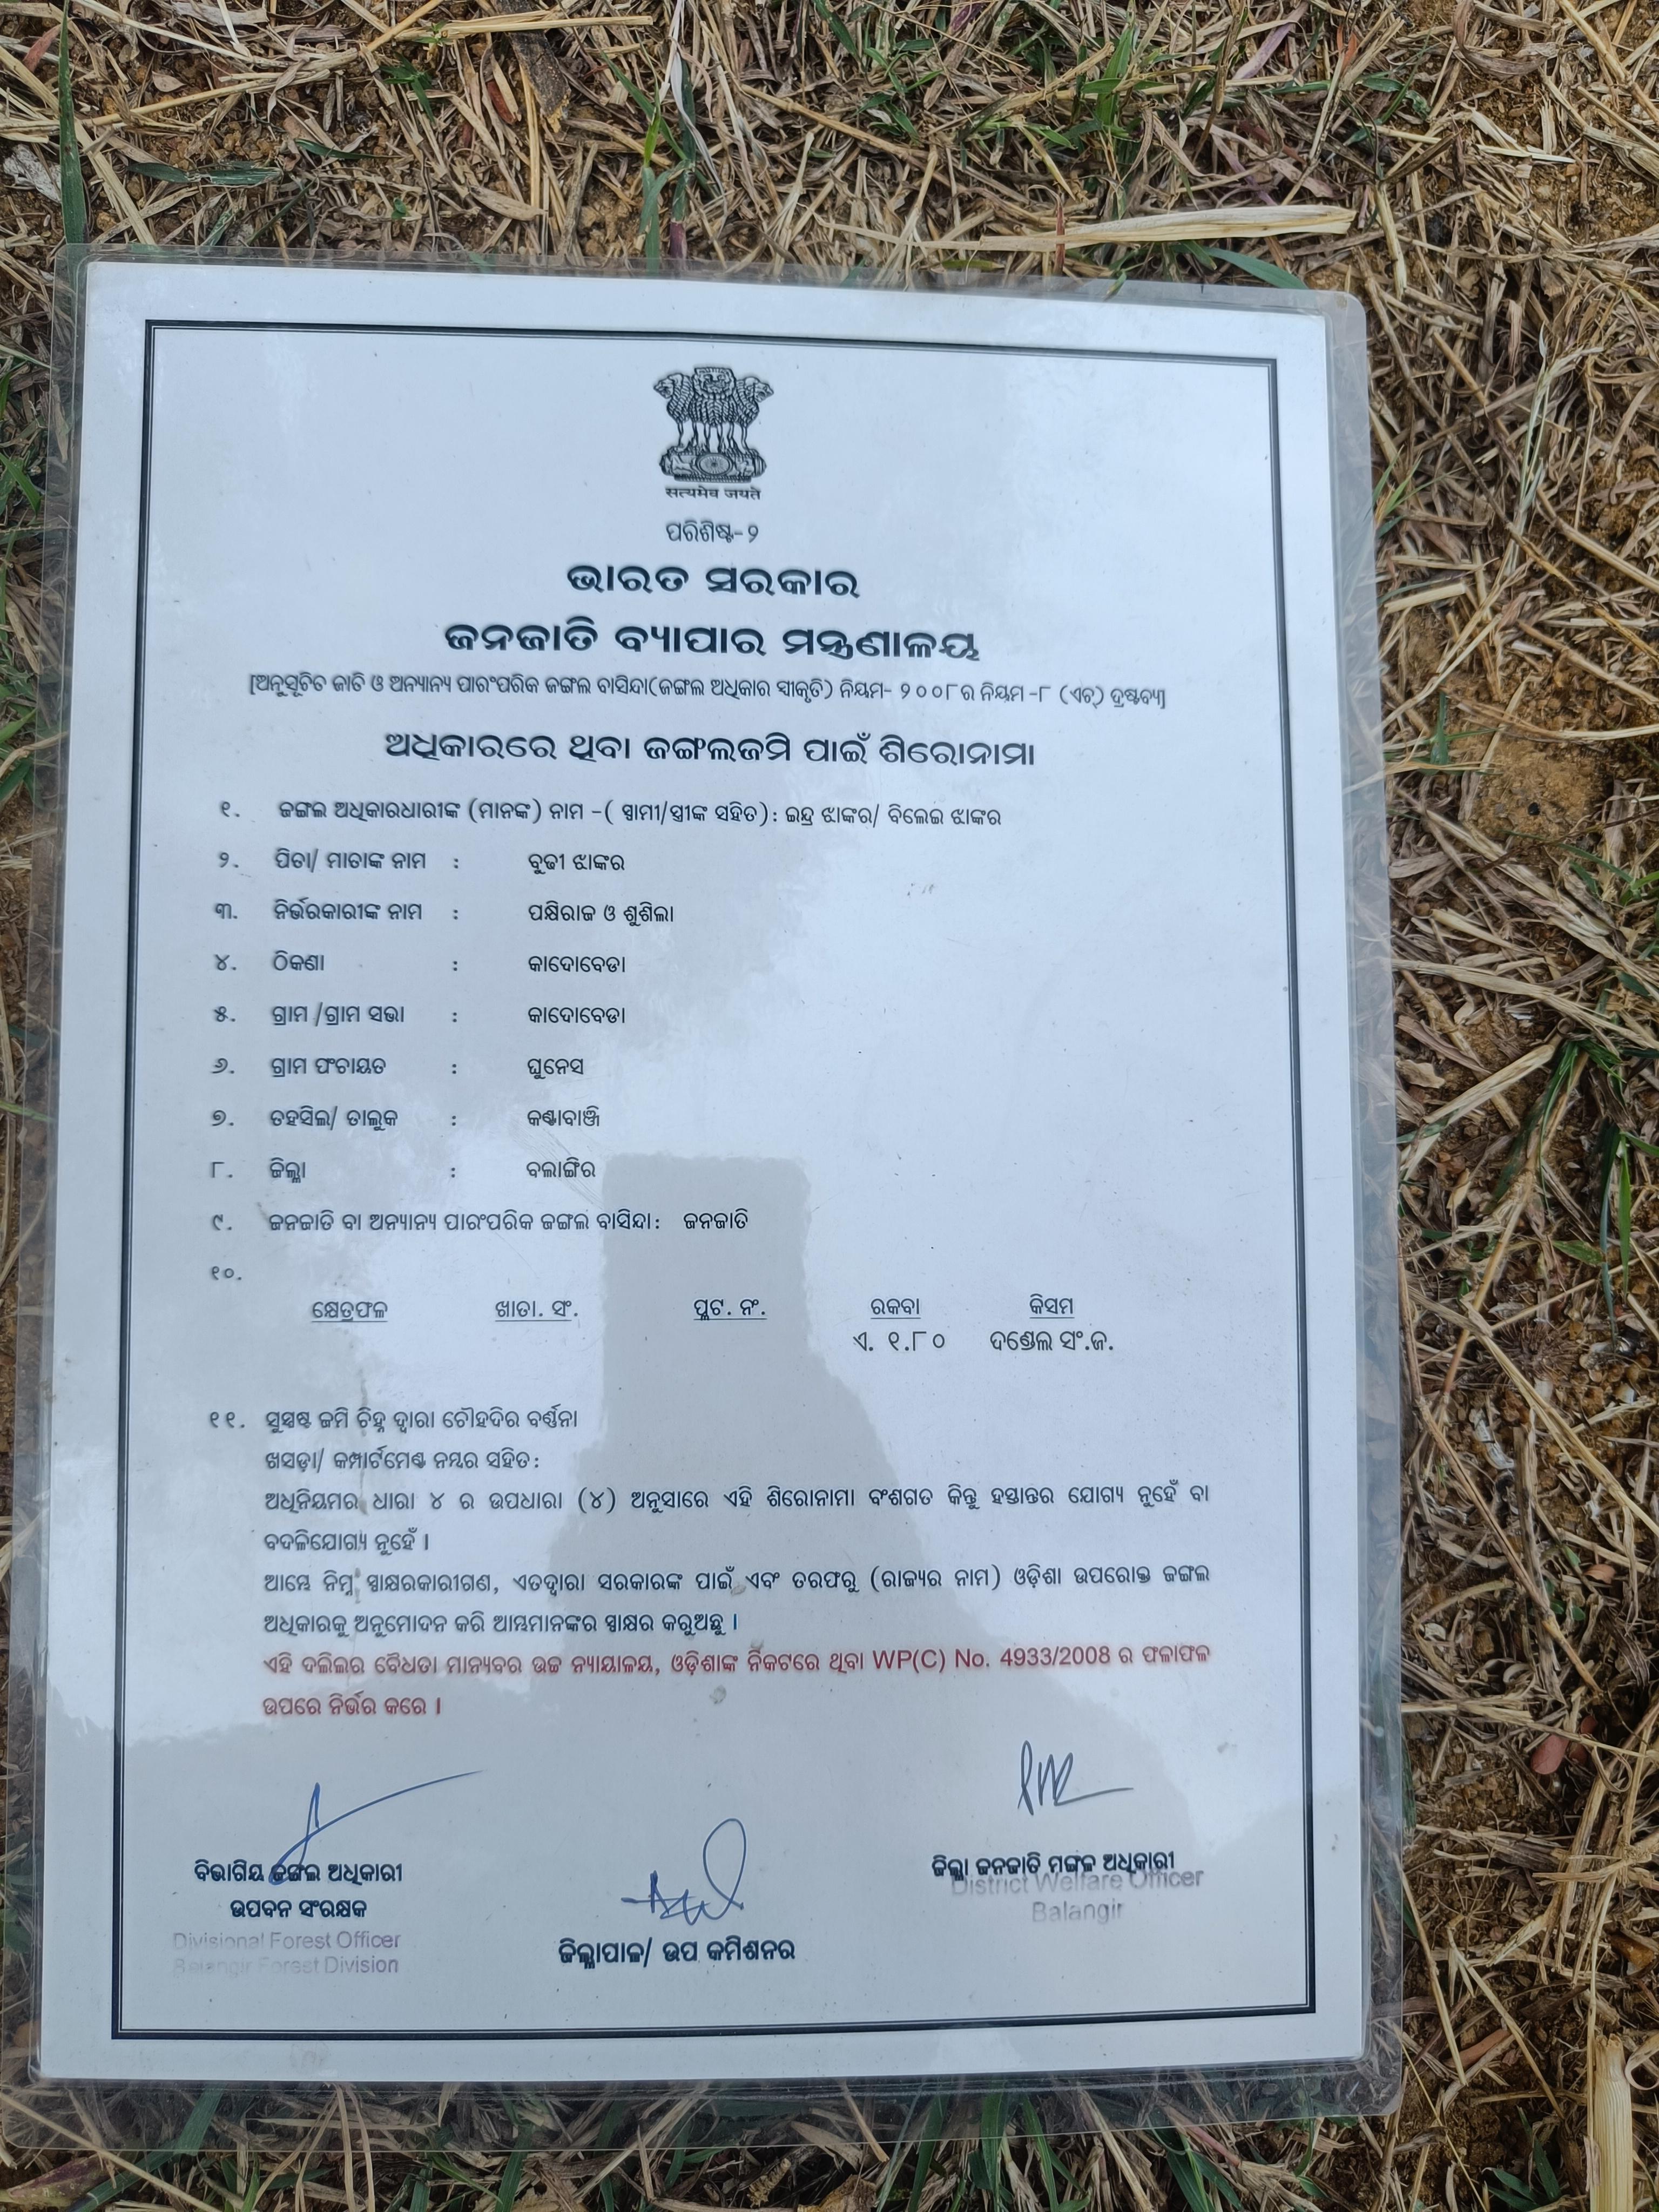 सत्यमेव जयते
ପରିଶିଷ୍ଟ-୨
ଭାରତ ସରକାର
ଜନଜାତି ବ୍ୟାପାର ମନ୍ତ୍ରଣାଳୟ
[ଅନୁସୂଚିତ ଜାତି ଓ ଅନ୍ୟାନ୍ୟ ପାରଂପରିକ ଜଙ୍ଗଲ ବାସିନ୍ଦା(ଜଙ୍ଗଲ ଅଧିକାର ସ୍ୱୀକୃତି) ନିୟମ- ୨୦୦୮ର ନିୟମ -୮ (ଏଚ୍) ଦ୍ରଷ୍ଟବ୍ୟ]
ଅଧିକାରରେ ଥିବା ଜଙ୍ଗଲଜମି ପାଇଁ ଶିରୋନାମା
୧. ଜଙ୍ଗଲ ଅଧିକାରଧାରୀଙ୍କ (ମାନଙ୍କ) ନାମ -( ସ୍ୱାମୀ/ସ୍ତ୍ରୀଙ୍କ ସହିତ): ଇନ୍ଦ୍ର ଝାଙ୍କର/ ବିଲେଇ ଝାଙ୍କର
୨. ପିତା/ ମାତାଙ୍କ ନାମ : ବୁଢୀ ଝାଙ୍କର
୩. ନିର୍ଭରକାରୀଙ୍କ ନାମ : ପକ୍ଷିରାଜ ଓ ଶୁଶିଲା
୪. ଠିକଣା : କାଦୋବେଡା
୫. ଗ୍ରାମ /ଗ୍ରାମ ସଭା : କାଦୋବେଡା
୬. ଗ୍ରାମ ପଂଚାୟତ : ଘୁନେସ
୭. ତହସିଲ/ ତାଲୁକ : କଣ୍ଟାବାଞ୍ଜି
୮. ଜିଲ୍ଲା : ବଲାଙ୍ଗିର
୯. ଜନଜାତି ବା ଅନ୍ୟାନ୍ୟ ପାରଂପରିକ ଜଙ୍ଗଲ ବାସିନ୍ଦା: ଜନଜାତି
୧୦.
କ୍ଷେତ୍ରଫଳ ଖାତା. ସଂ. ପ୍ଲଟ. ନଂ. ରକବା କିସମ
ଏ. ୧.୮୦ ଦଣ୍ଡେଲ ସଂ.ଜ.
୧୧. ସୁସ୍ପଷ୍ଟ ଜମି ଚିହ୍ନ ଦ୍ୱାରା ଚୌହଦିର ବର୍ଣ୍ଣନା
ଖସଡ଼ା/ କମ୍ପାର୍ଟମେଣ୍ଟ ନମ୍ବର ସହିତ:
ଅଧିନିୟମର ଧାରା ୪ ର ଉପଧାରା (୪) ଅନୁସାରେ ଏହି ଶିରୋନାମା ବଂଶଗତ କିନ୍ତୁ ହସ୍ତାନ୍ତର ଯୋଗ୍ୟ ନୁହେଁ ବା
ବଦଳିଯୋଗ୍ୟ ନୁହେଁ ।
ଆମ୍ଭେ ନିମ୍ନ ସ୍ୱାକ୍ଷରକାରୀଗଣ, ଏତଦ୍ୱାରା ସରକାରଙ୍କ ପାଇଁ ଏବଂ ତରଫରୁ (ରାଜ୍ୟର ନାମ) ଓଡ଼ିଶା ଉପରୋକ୍ତ ଜଙ୍ଗଲ
ଅଧିକାରକୁ ଅନୁମୋଦନ କରି ଆମ୍ଭମାନଙ୍କର ସ୍ୱାକ୍ଷର କରୁଅଛୁ ।
ଏହି ଦଲିଲର ବୈଧତା ମାନ୍ୟବର ଉଚ୍ଚ ନ୍ୟାୟାଳୟ, ଓଡ଼ିଶାଙ୍କ ନିକଟରେ ଥିବା WP(C) No. 4933/2008 ର ଫଳାଫଳ
ଉପରେ ନିର୍ଭର କରେ ।
ବିଭାଗିୟ ଜଙ୍ଗଲ ଅଧିକାରୀ
ଉପବନ ସଂରକ୍ଷକ
Divisional Forest Officer
Balangir Forest Division
ଜିଲ୍ଲାପାଳ/ ଉପ କମିଶନର
ଜିଲ୍ଲା ଜନଜାତି ମଙ୍ଗଳ ଅଧିକାରୀ
District Welfare Officer
Balangir